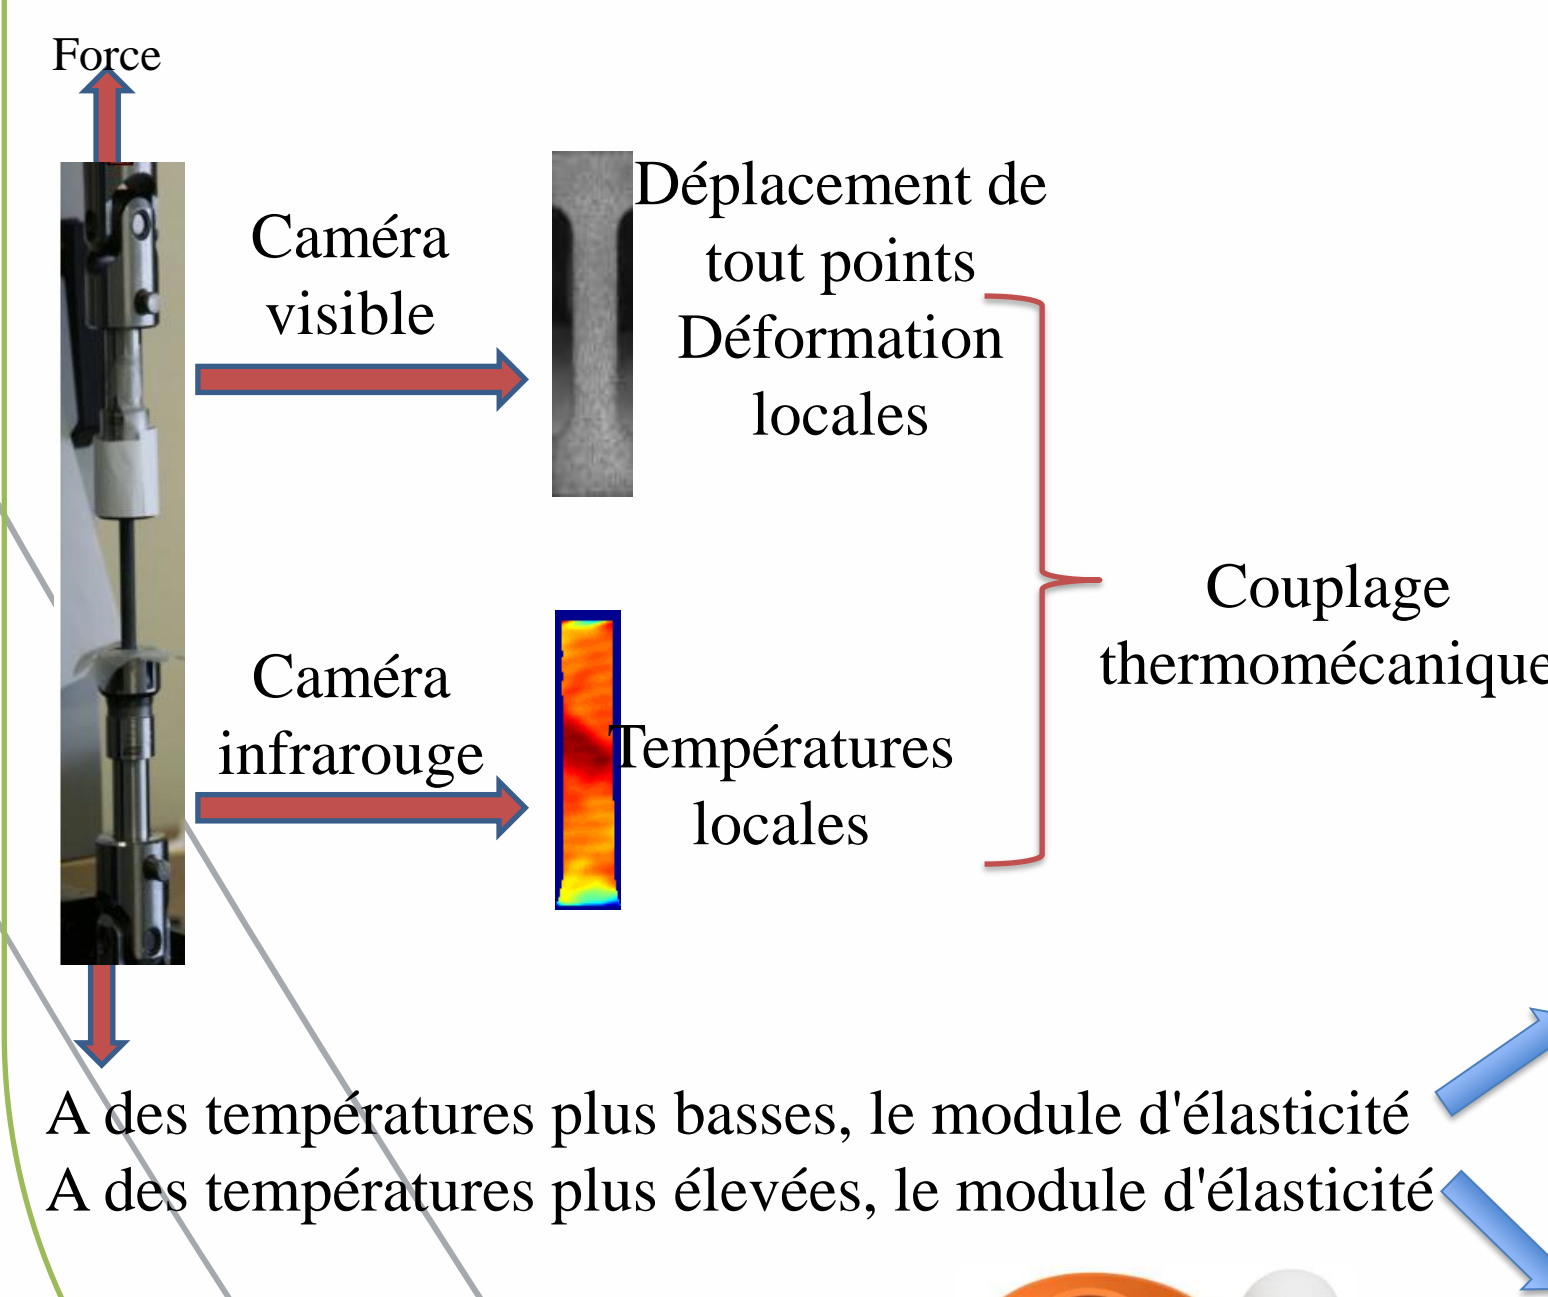 Force
Caméra
visible
Déplacement de
tout points
Déformation
locales
Caméra
infrarouge
Températures
locales
Couplage
thermomécanique
A des températures plus basses, le module d'élasticité
A des températures plus élevées, le module d'élasticité